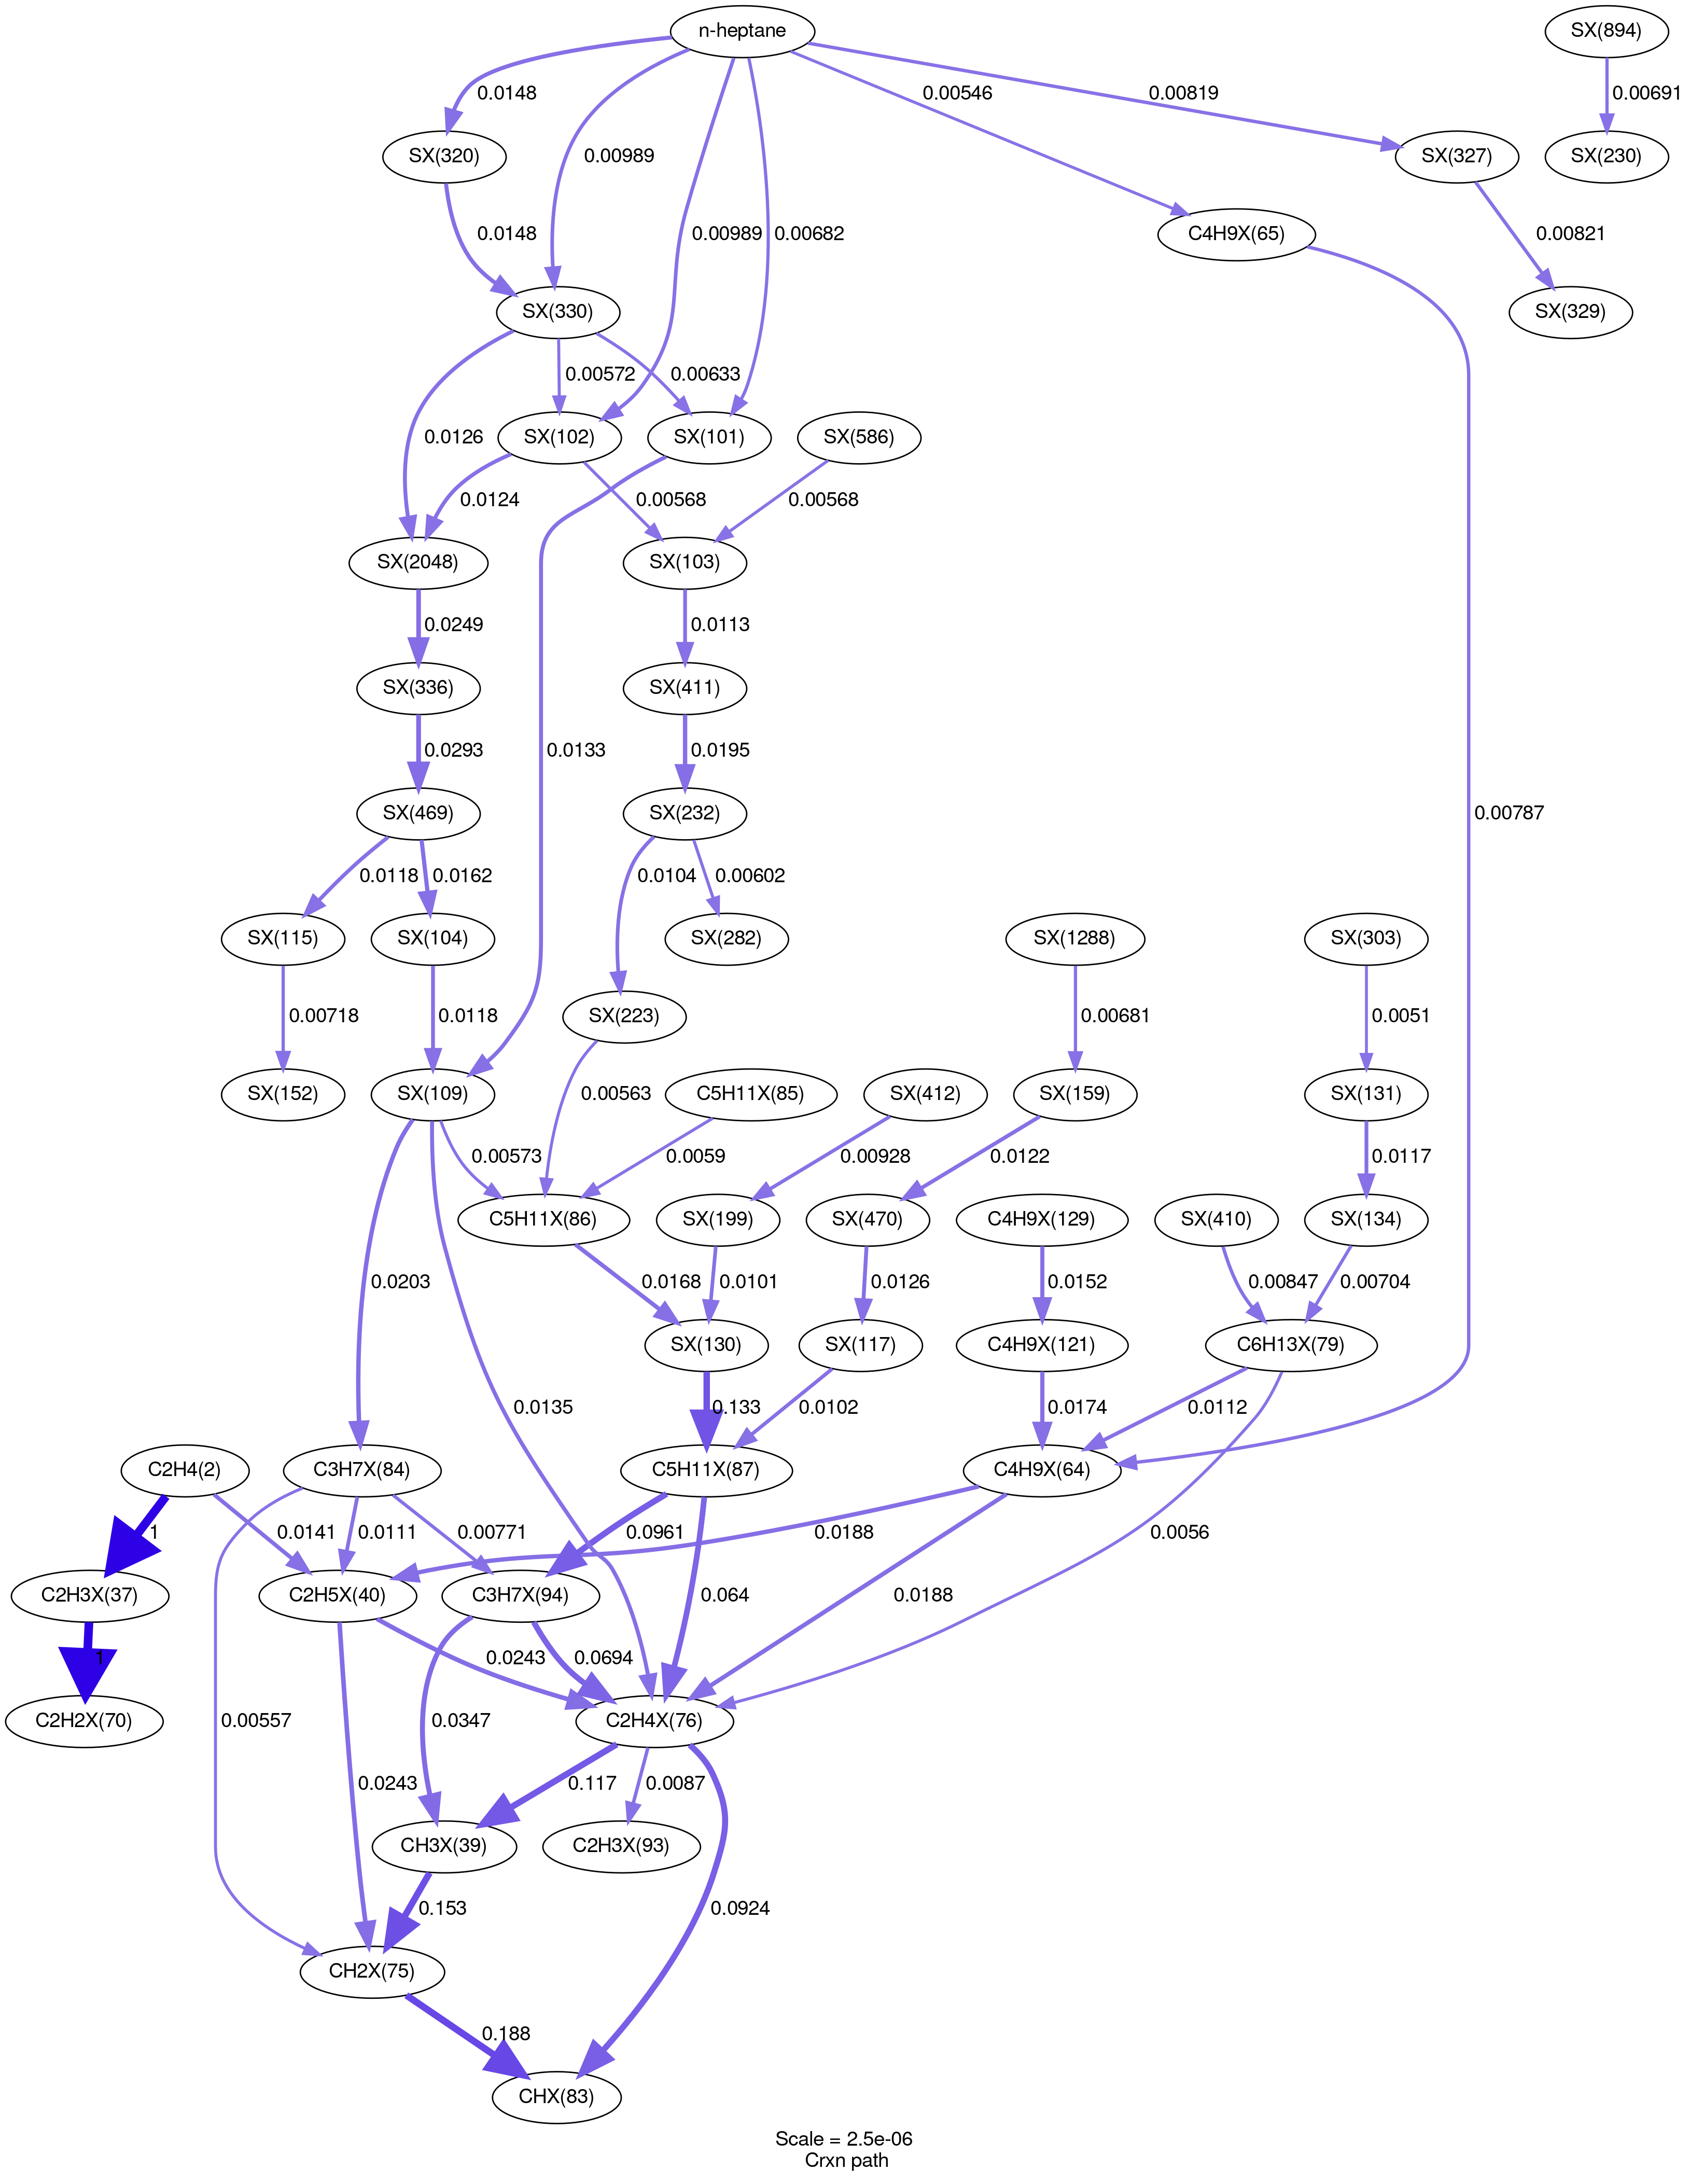 n-heptane
SX(894)
0.0148
0.00546
0.00819
0.00691
SX(320)
0.00989
SX(327)
SX(230)
0.0148
0.00989
0.00682
C4H9X(65)
0.00821
SX(330)
SX(329)
0.00572
0.00633
0.0126
SX(102)
SX(101)
SX(586)
0.0124
0.00568
0.00568
SX(2048)
SX(103)
0.0249
0.0113
SX(336)
SX(411)
0.0293
0.0133
0.0195
0.00787
SX(469)
SX(232)
0.0118
0.0162
0.0104
0.00602
SX(115)
SX(104)
SX(282)
SX(1288)
SX(303)
0.00718
0.0118
SX(223)
0.00681
0.0051
SX(152)
SX(109)
0.00563
C5H11X(85)
SX(412)
SX(159)
SX(131)
0.00573
0.0059
0.00928
0.0122
0.0117
C5H11X(86)
SX(199)
SX(470)
C4H9X(129)
SX(410)
SX(134)
0.0203
0.0168
0.0101
0.0126
0.0152
0.00847
0.00704
SX(130)
SX(117)
C4H9X(121)
C6H13X(79)
0.0135
0.133
0.0102
0.0174
0.0112
C2H4(2)
C3H7X(84)
C5H11X(87)
C4H9X(64)
1
0.0141
0.0111
0.00771
0.0961
0.0188
0.0056
C2H3X(37)
C2H5X(40)
C3H7X(94)
0.064
0.0188
1
0.0243
0.0694
C2H2X(70)
0.00557
0.0347
C2H4X(76)
0.0243
0.117
0.0087
CH3X(39)
C2H3X(93)
0.153
0.0924
CH2X(75)
0.188
CHX(83)
Scale = 2.5e-06
Crxn path